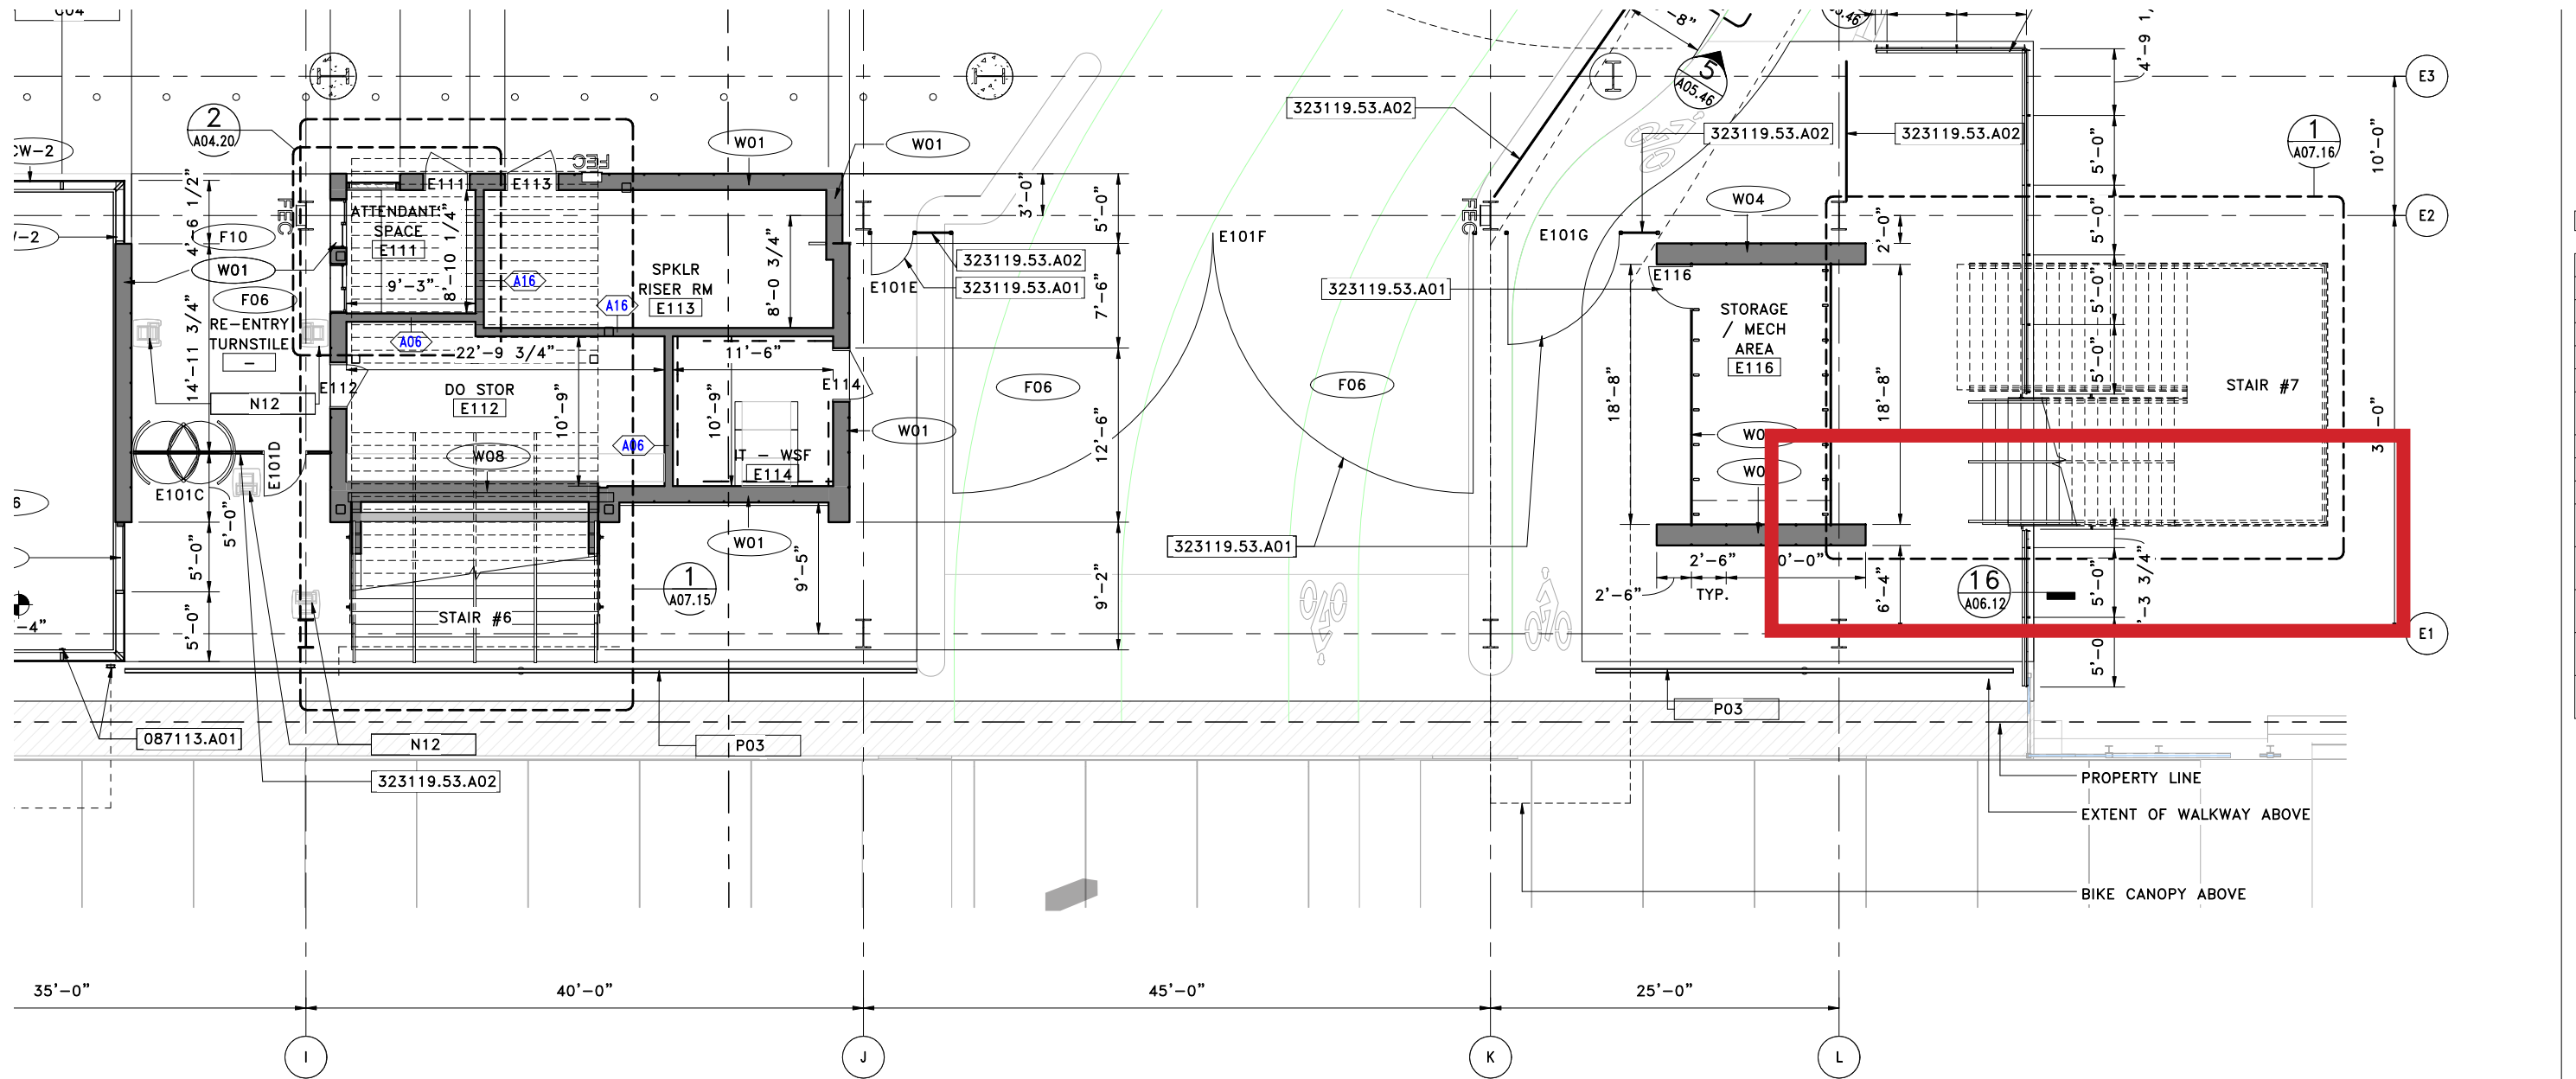 C04
E3
E2
E1
4'-9 1/
10'-0"
5'-0"
5'-0"
5'-0"
5'-0"
5'-0"
2
A04.20
CW-2
FEC
W01
W01
323119.53.A02
5
A05.46
323119.53.A02
323119.53.A02
1
A07.16
4'-6 1/2"
FEC
F10
W01
F06
RE-ENTRY
TURNSTILE
-
14'-11 3/4"
N12
E111
E113
ATTENDANT
SPACE
E111
9'-3"
8'-10 1/4"
A16
A16
A06
SPKLR
RISER RM
E113
8'-0 3/4"
22'-9 3/4"
11'-6"
E112
DO STOR
E112
10'-9"
10'-9"
E114
A06
IT - WSF
E114
W08
W01
W01
3'-0"
5'-0"
7'-6"
12'-6"
9'-2"
9'-5"
323119.53.A02
323119.53.A01
E101E
E101F
E101G
FEC
F06
F06
323119.53.A01
323119.53.A01
W04
2'-0"
E116
STORAGE
/ MECH
AREA
E116
18'-8"
18'-8"
STAIR #7
2'-6"
2'-6"
TYP.
6'-4"
16
A06.12
E101C
E101D
5'-0"
5'-0"
5'-0"
STAIR #6
1
A07.15
087113.A01
N12
323119.53.A02
P03
P03
PROPERTY LINE
EXTENT OF WALKWAY ABOVE
BIKE CANOPY ABOVE
35'-0"
40'-0"
45'-0"
25'-0"
I
J
K
L